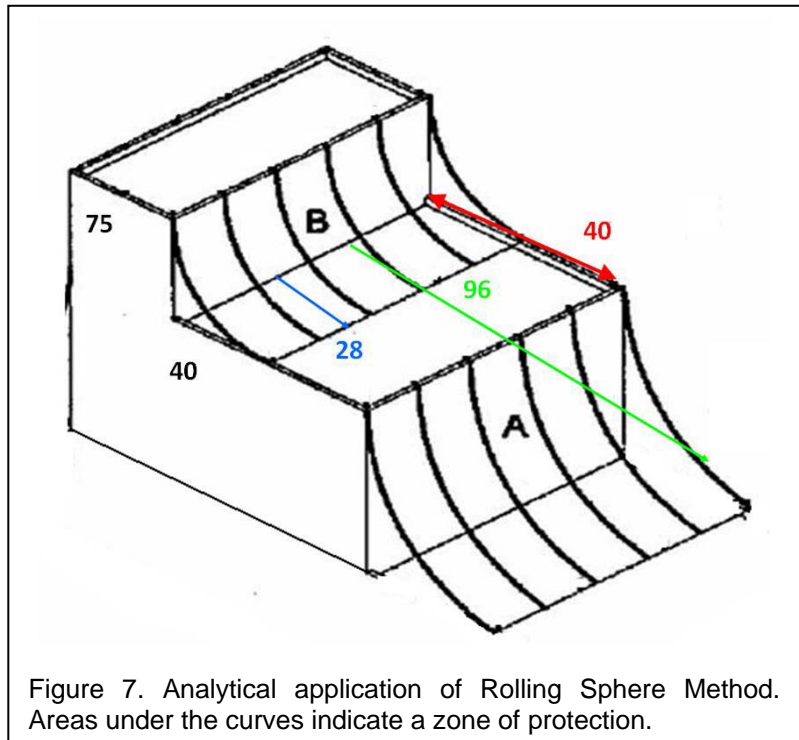 75
B
40
96
28
40
A
Figure 7. Analytical application of Rolling Sphere Method.
Areas under the curves indicate a zone of protection.